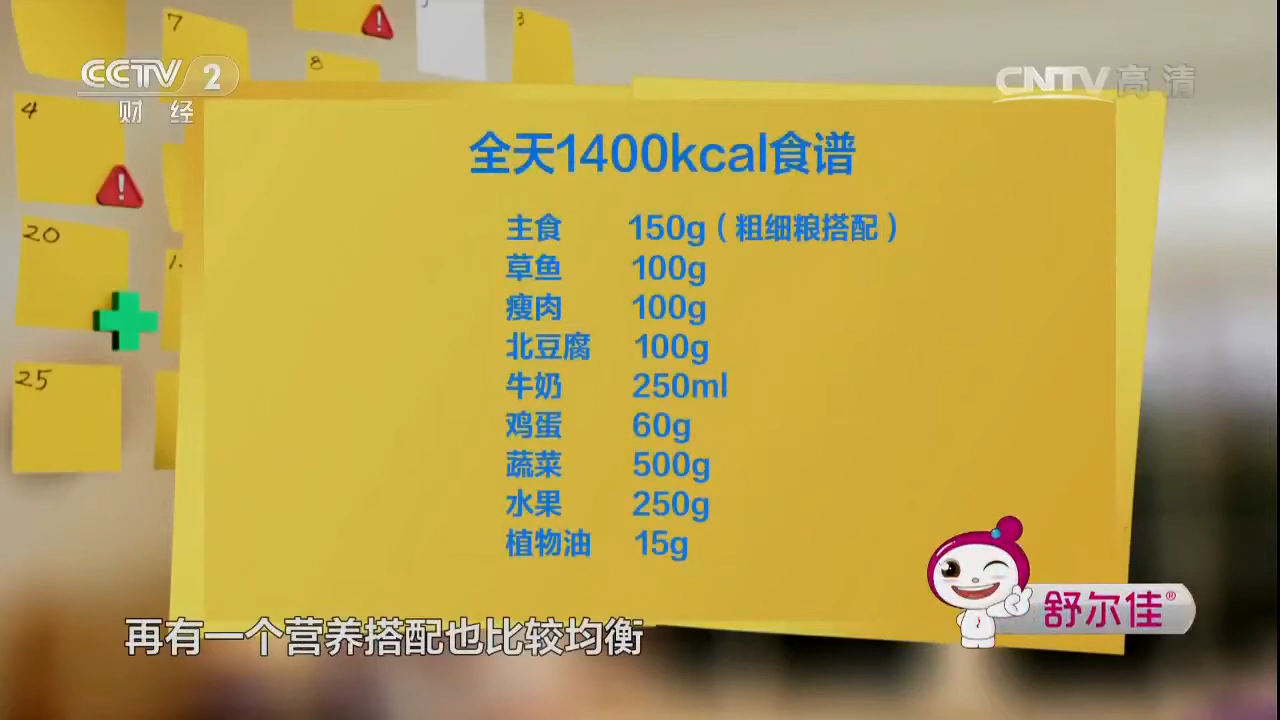 7
3
8
CCTV 2
财经
CNTV高清
4
20
1.
25
全天1400kcal食谱
主食 150g（粗细粮搭配）
草鱼 100g
瘦肉 100g
北豆腐 100g
牛奶 250ml
鸡蛋 60g
蔬菜 500g
水果 250g
植物油 15g
舒尔佳®
再有一个营养搭配也比较均衡